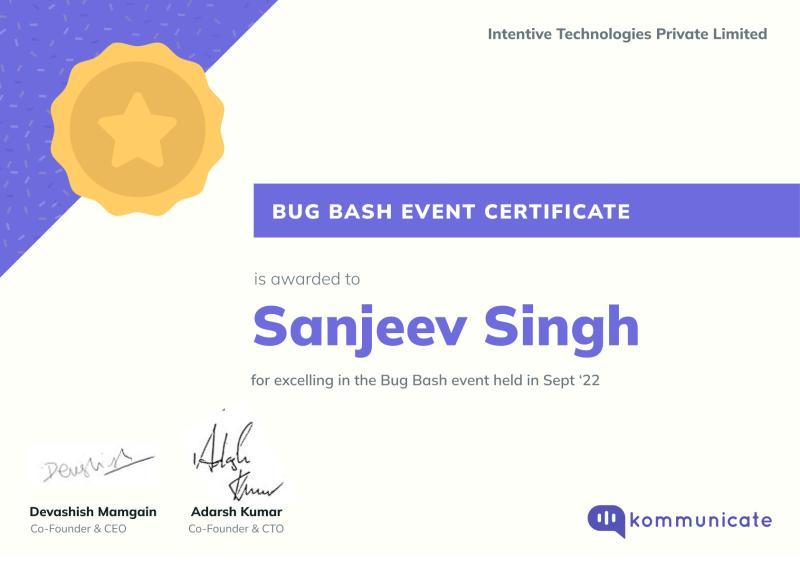 Intentive Technologies Private Limited
BUG BASH EVENT CERTIFICATE
is awarded to
Sanjeev Singh
for excelling in the Bug Bash event held in Sept ‘22
Devashish
Adarsh
Kumar
Devashish Mamgain
Adarsh Kumar
Co-Founder & CEO
Co-Founder & CTO
kommunicate